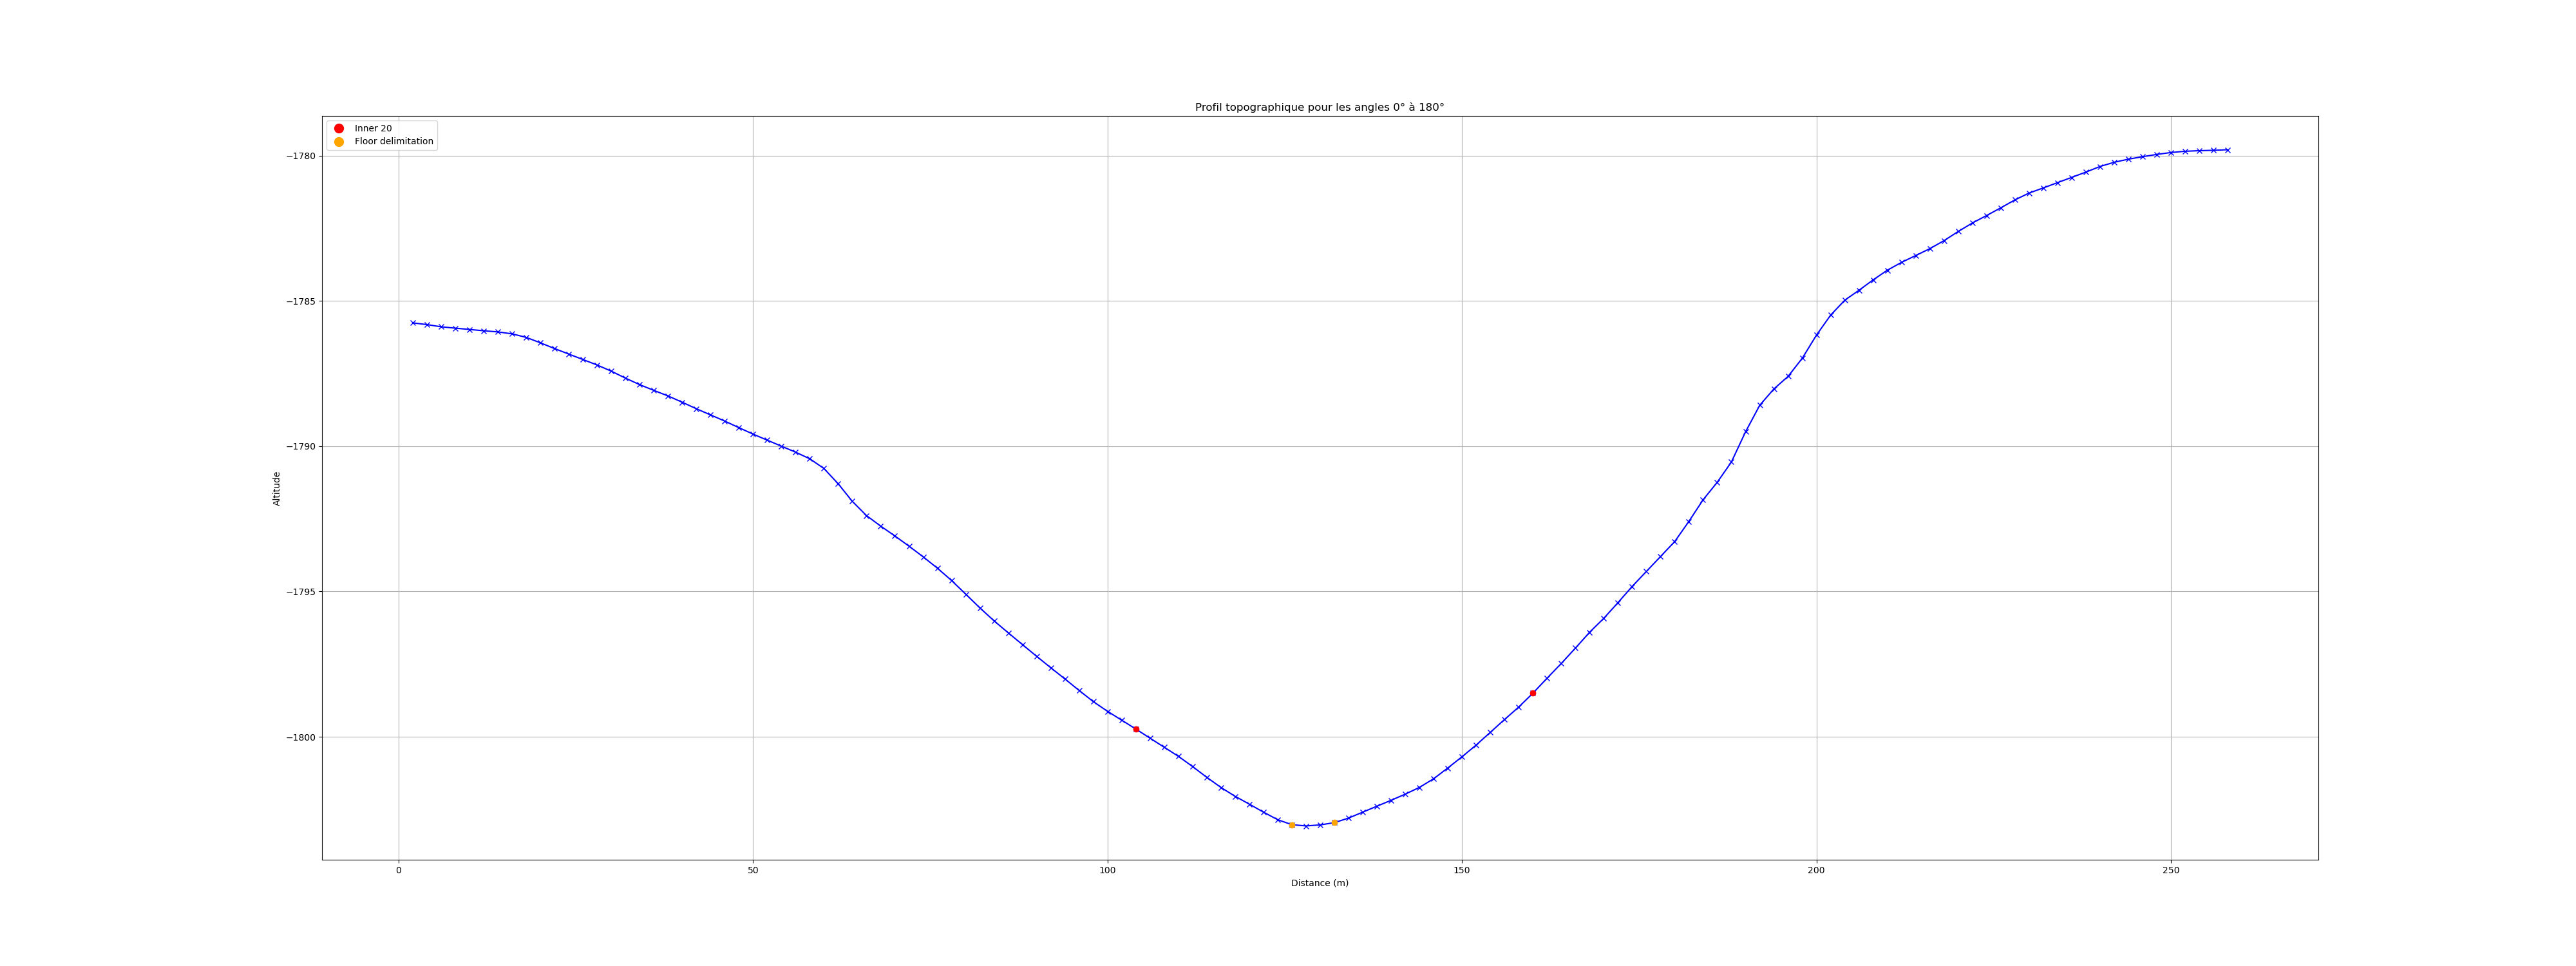 Profil topographique pour les angles 0° à 180°
Inner 20
Floor delimitation
−1780
−1785
−1790
−1795
−1800
Altitude
0
50
100
150
200
250
Distance (m)